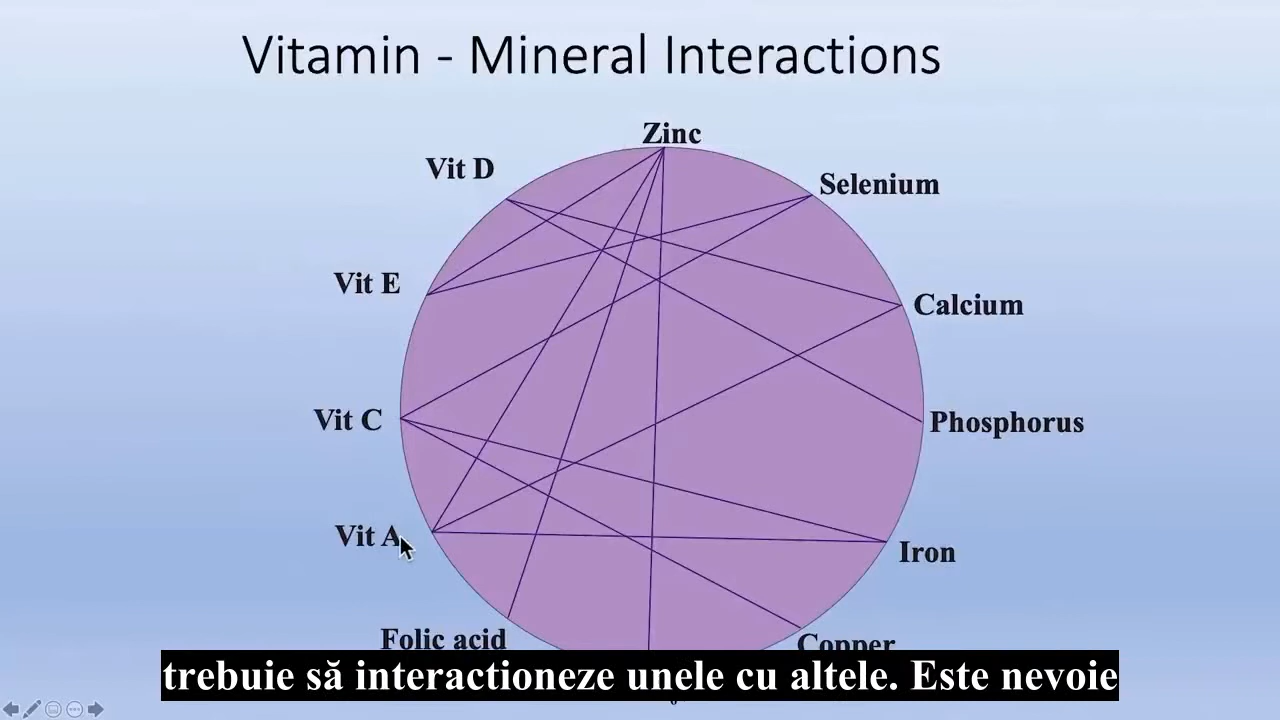 Vitamin - Mineral Interactions
Zinc
Vit D
Selenium
Vit E
Calcium
Vit C
Phosphorus
Vit A
Iron
Folic acid
Copper
trebuie să interactioneze unele cu altele. Este nevoie